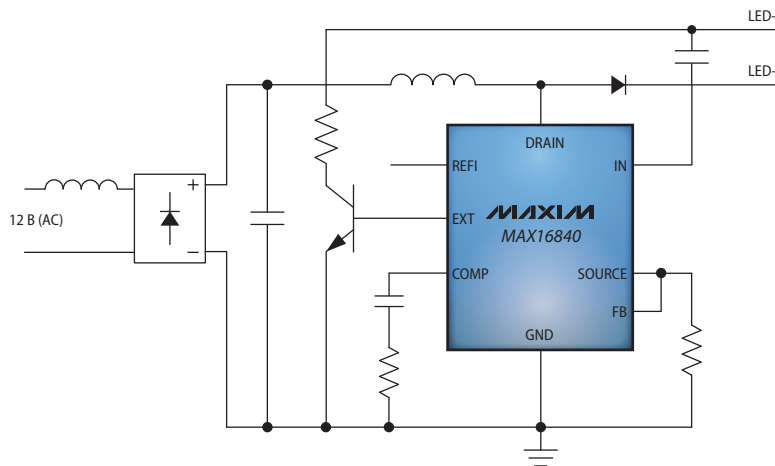 LED-
LED-
DRAIN
REFI
IN
+
12 В (AC)
EXT
MAXIM
MAX16840
–
COMP
SOURCE
FB
GND